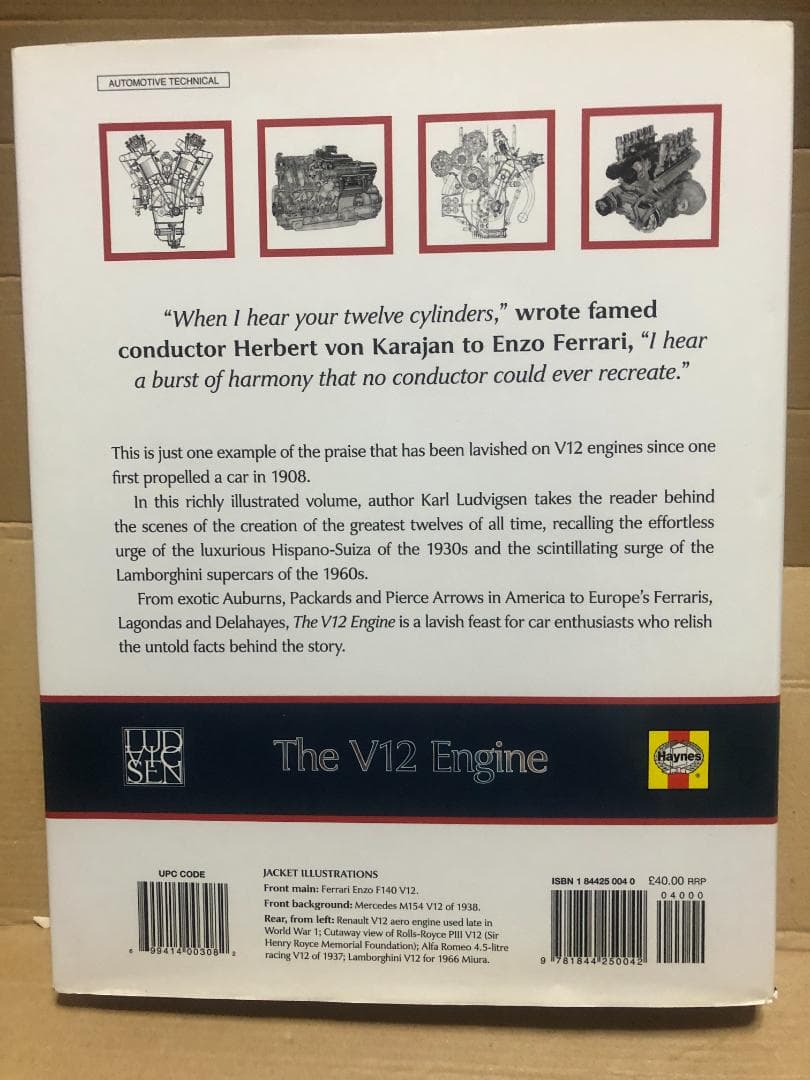 AUTOMOTIVE TECHNICAL
“When I hear your twelve cylinders,” wrote famed
conductor Herbert von Karajan to Enzo Ferrari, “I hear
a burst of harmony that no conductor could ever recreate.”
This is just one example of the praise that has been lavished on V12 engines since one
first propelled a car in 1908.
In this richly illustrated volume, author Karl Ludvigsen takes the reader behind
the scenes of the creation of the greatest twelves of all time, recalling the effortless
urge of the luxurious Hispano-Suiza of the 1930s and the scintillating surge of the
Lamborghini supercars of the 1960s.
From exotic Auburns, Packards and Pierce Arrows in America to Europe’s Ferraris,
Lagondas and Delahayes, The V12 Engine is a lavish feast for car enthusiasts who relish
the untold facts behind the story.
LUD
VIG
SEN
The V12 Engine
Haynes
®
UPC CODE
6 99414 00308 2
JACKET ILLUSTRATIONS
Front main: Ferrari Enzo F140 V12.
Front background: Mercedes M154 V12 of 1938.
Rear, from left: Renault V12 aero engine used late in
World War 1; Cutaway view of Rolls-Royce PIII V12 (Sir
Henry Royce Memorial Foundation); Alfa Romeo 4.5-litre
racing V12 of 1937; Lamborghini V12 for 1966 Miura.
ISBN 1 84425 004 0 £40.00 RRP
04000
9 781844 250042